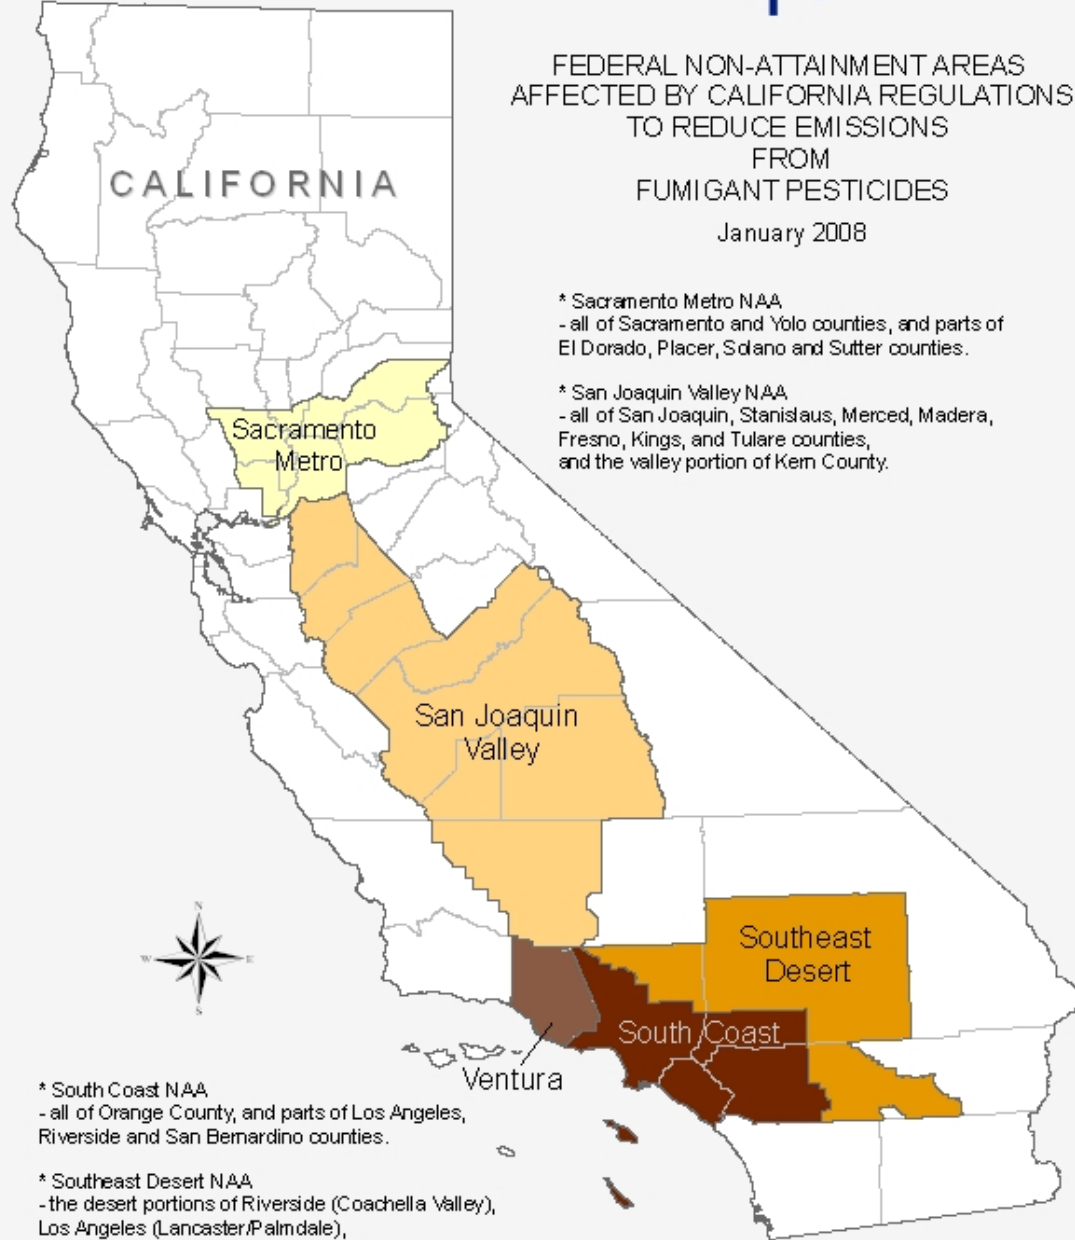 FEDERAL NON-ATTAINMENT AREAS
AFFECTED BY CALIFORNIA REGULATIONS
TO REDUCE EMISSIONS
FROM
FUMIGANT PESTICIDES
January 2008
CALIFORNIA
* Sacramento Metro NAA
- all of Sacramento and Yolo counties, and parts of
El Dorado, Placer, Solano and Sutter counties.
* San Joaquin Valley NAA
- all of San Joaquin, Stanislaus, Merced, Madera,
Fresno, Kings, and Tulare counties,
and the valley portion of Kern County.
Sacramento
Metro
San Joaquin
Valley
Southeast
Desert
South Coast
Ventura
N
W
E
S
* South Coast NAA
- all of Orange County, and parts of Los Angeles,
Riverside and San Bernardino counties.
* Southeast Desert NAA
- the desert portions of Riverside (Coachella Valley),
Los Angeles (Lancaster/Palmdale),